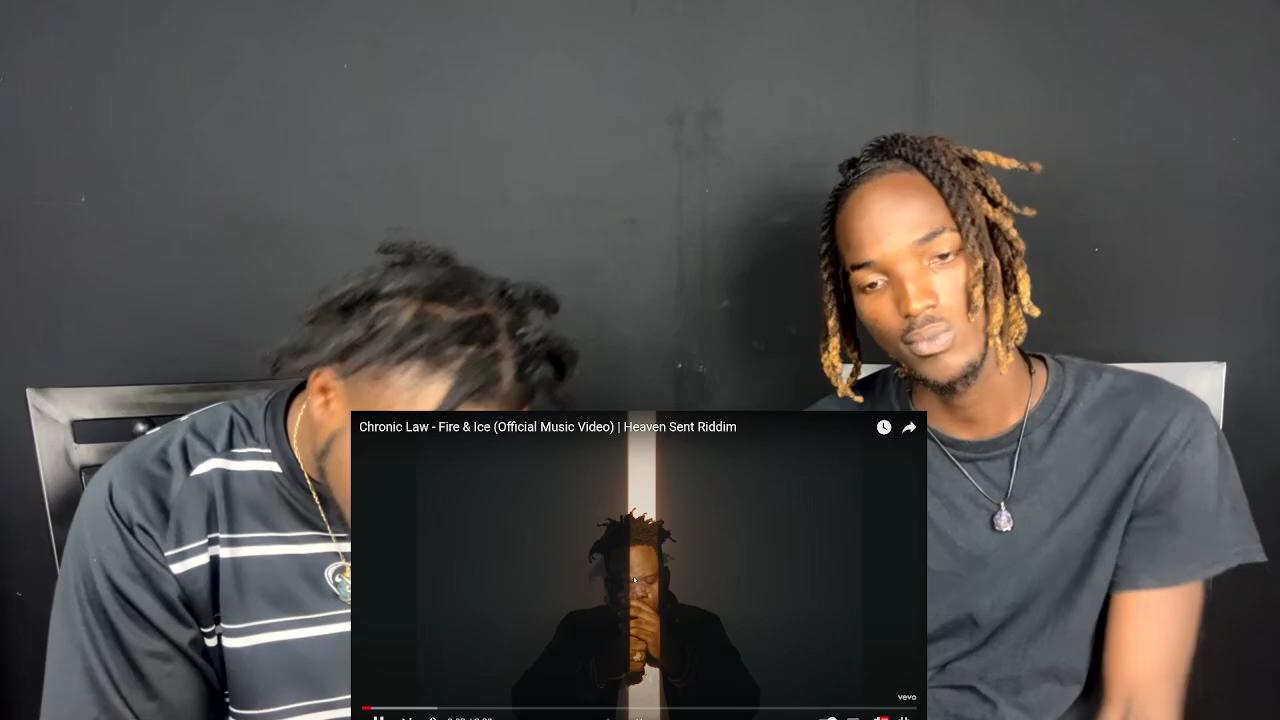 Chronic Law - Fire & Ice (Official Music Video) | Heaven Sent Riddim
vevo